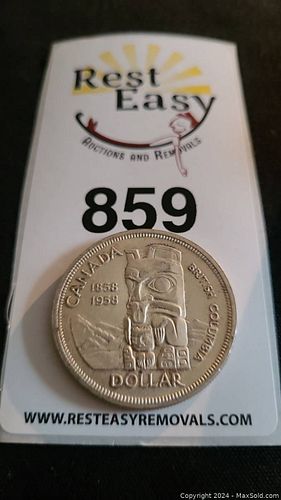 Rest
Easy
AUCTIONS AND REMOVALS
859
CANADA
1858
1958
BRITISH COLUMBIA
DOLLAR
WWW.RESTEASYREMOVALS.COM
Copyright 2024 - MaxSold.com